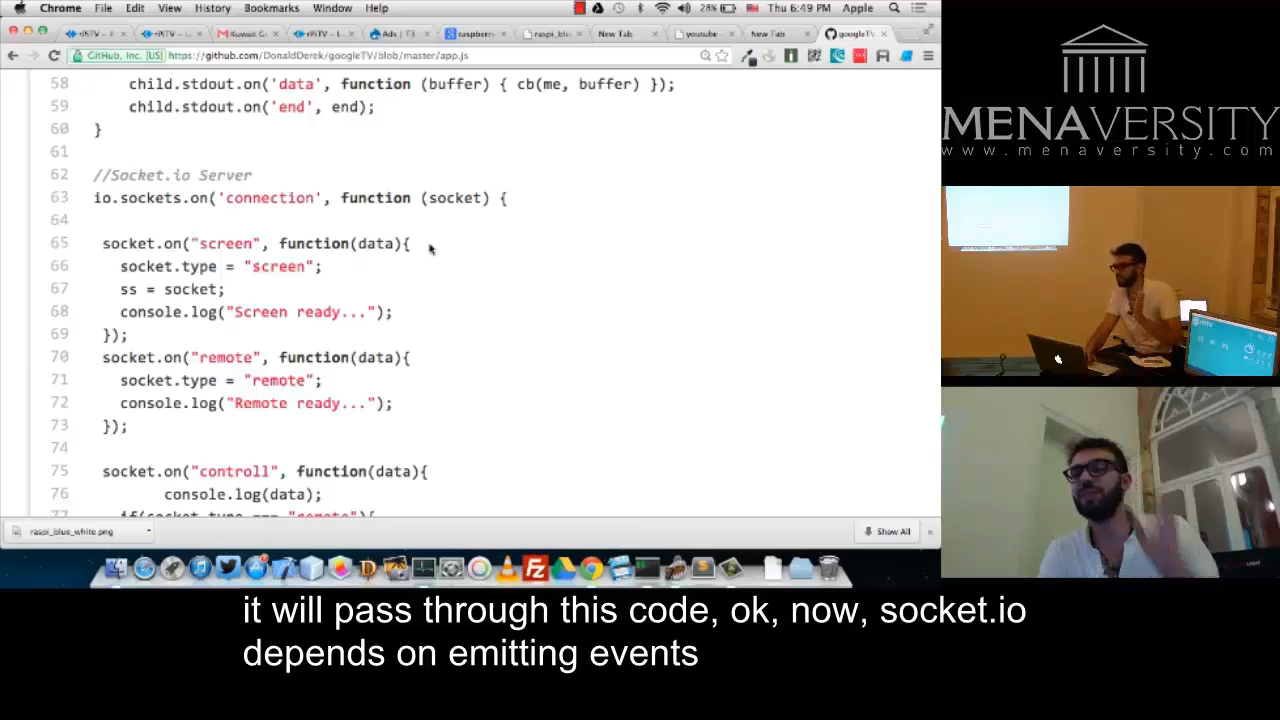 Chrome File Edit View History Bookmarks Window Help
28% Thu 6:49 PM Apple
GitHub, Inc. [US] https://github.com/DonaldDerek/googleTV/blob/master/app.js
58 child.stdout.on('data', function (buffer) { cb(me, buffer) });
59 child.stdout.on('end', end);
60 }
61
62 //Socket.io Server
63 io.sockets.on('connection', function (socket) {
64
65 socket.on("screen", function(data){
66 socket.type = "screen";
67 ss = socket;
68 console.log("Screen ready...");
69 });
70 socket.on("remote", function(data){
71 socket.type = "remote";
72 console.log("Remote ready...");
73 });
74
75 socket.on("controll", function(data){
76 console.log(data);
77 if(socket.type === "remote"){
raspi_blue_white.png
Show All
MENAVERSITY
www.menaversity.com
it will pass through this code, ok, now, socket.io
depends on emitting events